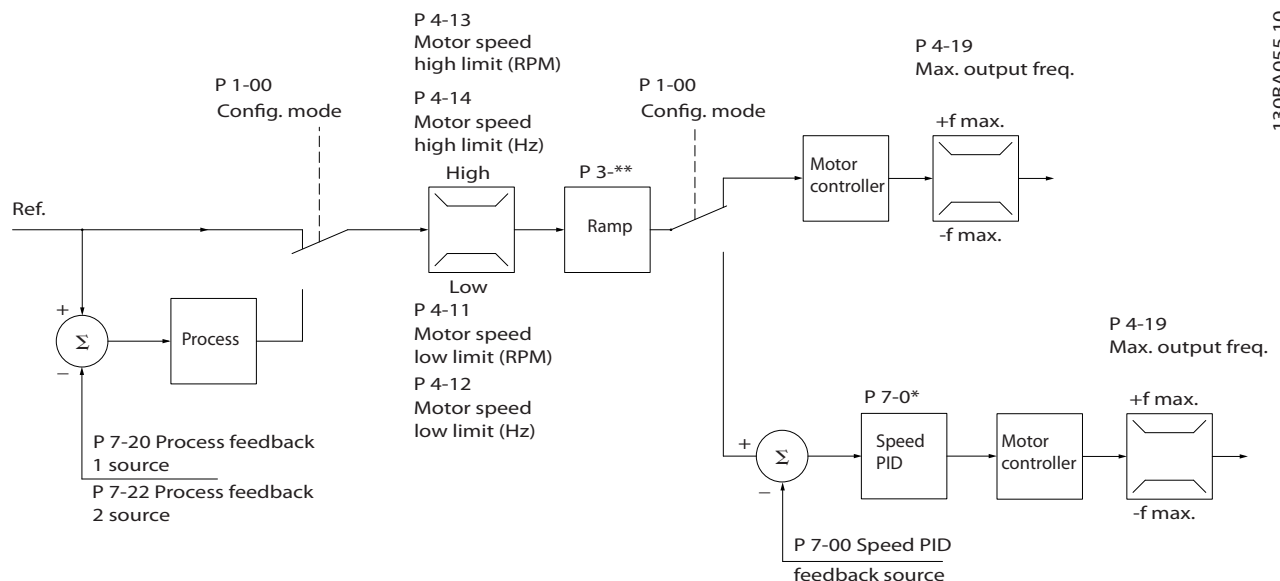 P 4-13
Motor speed
high limit (RPM)
P 4-14
Motor speed
high limit (Hz)
P 1-00
Config. mode
P 1-00
Config. mode
P 4-19
Max. output freq.
130BA055.10
Ref.
High
Low
P 3-**
Ramp
Motor
controller
+f max.
-f max.
+
Σ
−
Process
P 4-11
Motor speed
low limit (RPM)
P 4-12
Motor speed
low limit (Hz)
P 7-20 Process feedback
1 source
P 7-22 Process feedback
2 source
P 4-19
Max. output freq.
P 7-0*
+
Σ
−
Speed
PID
Motor
controller
+f max.
-f max.
P 7-00 Speed PID
feedback source